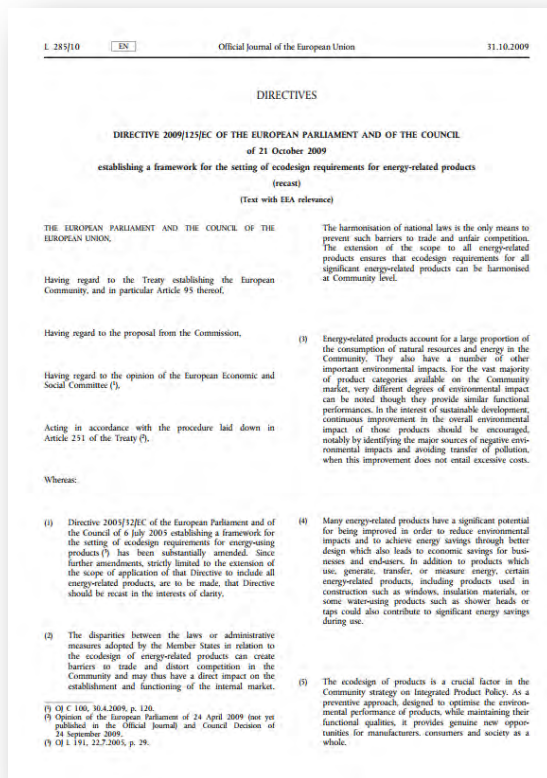 L 285/10
EN
Official Journal of the European Union
31.10.2009
DIRECTIVES
DIRECTIVE 2009/125/EC OF THE EUROPEAN PARLIAMENT AND OF THE COUNCIL
of 21 October 2009
establishing a framework for the setting of ecodesign requirements for energy-related products
(recast)
(Text with EEA relevance)
THE EUROPEAN PARLIAMENT AND THE COUNCIL OF THE
EUROPEAN UNION,
Having regard to the Treaty establishing the European
Community, and in particular Article 95 thereof,
Having regard to the proposal from the Commission,
Having regard to the opinion of the European Economic and
Social Committee (1),
Acting in accordance with the procedure laid down in
Article 251 of the Treaty (2),
Whereas:
(1) Directive 2005/32/EC of the European Parliament and of
the Council of 6 July 2005 establishing a framework for
the setting of ecodesign requirements for energy-using
products (3) has been substantially amended. Since
further amendments, strictly limited to the extension of
the scope of application of that Directive to include all
energy-related products, are to be made, that Directive
should be recast in the interests of clarity.
(2) The disparities between the laws or administrative
measures adopted by the Member States in relation to
the ecodesign of energy-related products can create
barriers to trade and distort competition in the
Community and may thus have a direct impact on the
establishment and functioning of the internal market.
(1) OJ C 100, 30.4.2009, p. 120.
(2) Opinion of the European Parliament of 24 April 2009 (not yet
published in the Official Journal) and Council Decision of
24 September 2009.
(3) OJ L 191, 22.7.2005, p. 29.
The harmonisation of national laws is the only means to
prevent such barriers to trade and unfair competition.
The extension of the scope to all energy-related
products ensures that ecodesign requirements for all
significant energy-related products can be harmonised
at Community level.
(3) Energy-related products account for a large proportion of
the consumption of natural resources and energy in the
Community. They also have a number of other
important environmental impacts. For the vast majority
of product categories available on the Community
market, very different degrees of environmental impact
can be noted though they provide similar functional
performances. In the interest of sustainable development,
continuous improvement in the overall environmental
impact of those products should be encouraged,
notably by identifying the major sources of negative envi-
ronmental impacts and avoiding transfer of pollution,
when this improvement does not entail excessive costs.
(4) Many energy-related products have a significant potential
for being improved in order to reduce environmental
impacts and to achieve energy savings through better
design which also leads to economic savings for busi-
nesses and end-users. In addition to products which
use, generate, transfer, or measure energy, certain
energy-related products, including products used in
construction such as windows, insulation materials, or
some water-using products such as shower heads or
taps could also contribute to significant energy savings
during use.
(5) The ecodesign of products is a crucial factor in the
Community strategy on Integrated Product Policy. As a
preventive approach, designed to optimise the environ-
mental performance of products, while maintaining their
functional qualities, it provides genuine new oppor-
tunities for manufacturers, consumers and society as a
whole.